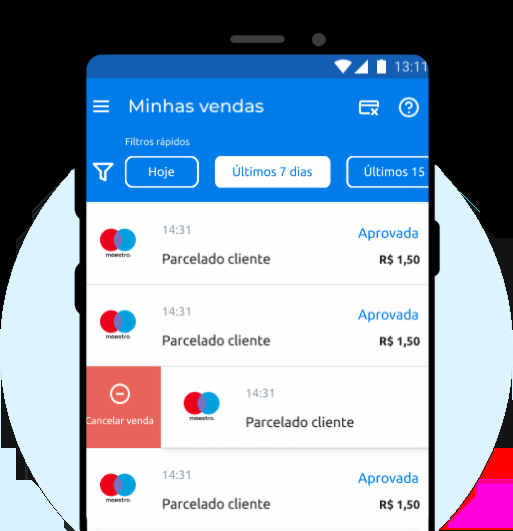 13:11
Minhas vendas
Filtros rápidos
Hoje
Últimos 7 dias
Últimos 15
14:31
Aprovada
maestro.
Parcelado cliente
R$ 1,50
14:31
Aprovada
maestro.
Parcelado cliente
R$ 1,50
Cancelar venda
14:31
maestro.
Parcelado cliente
14:31
Aprovada
maestro.
Parcelado cliente
R$ 1,50